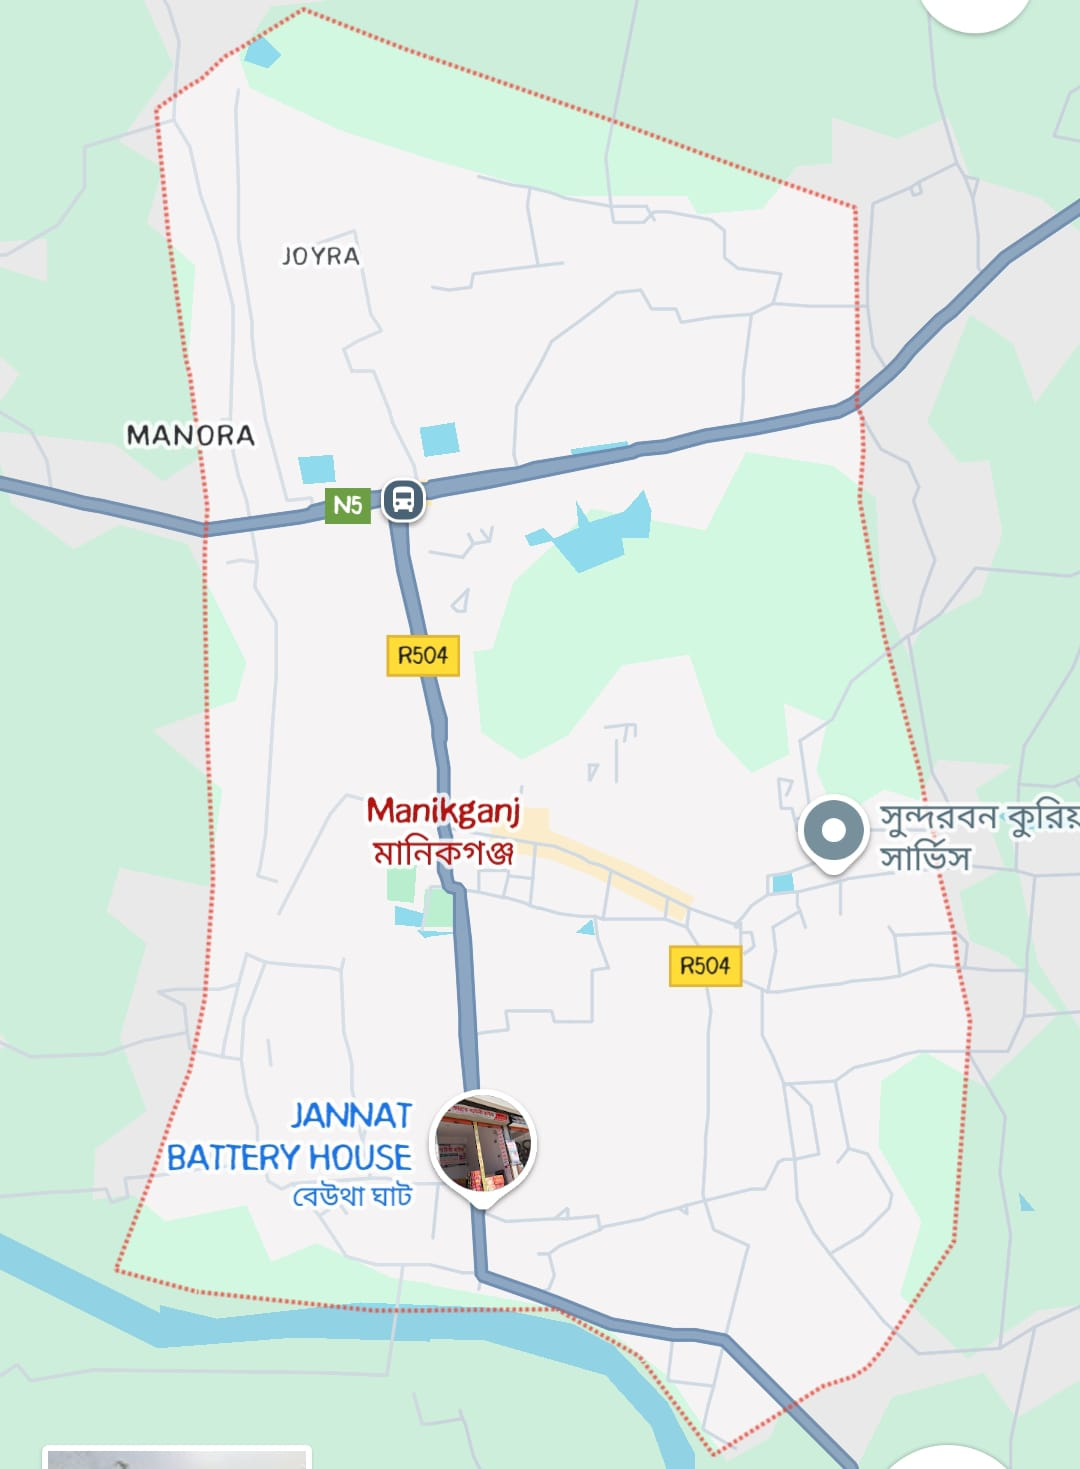 JOYRA
MANORA
N5
R504
Manikganj
মানিকগঞ্জ
সুন্দরবন কুরিয়
সার্ভিস
R504
JANNAT
BATTERY HOUSE
বেউথা ঘাট